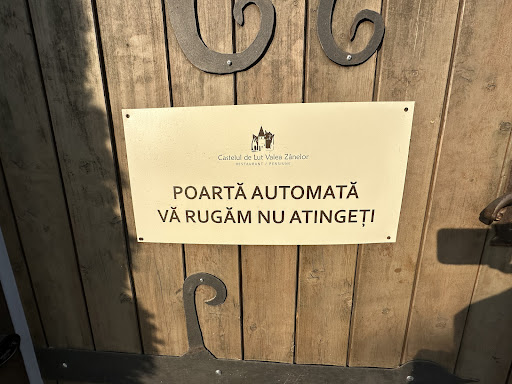 Castelul de Lut Valea Zânelor
RESTAURANT / PENSIUNE
POARTĂ AUTOMATĂ
VĂ RUGĂM NU ATINGEȚI